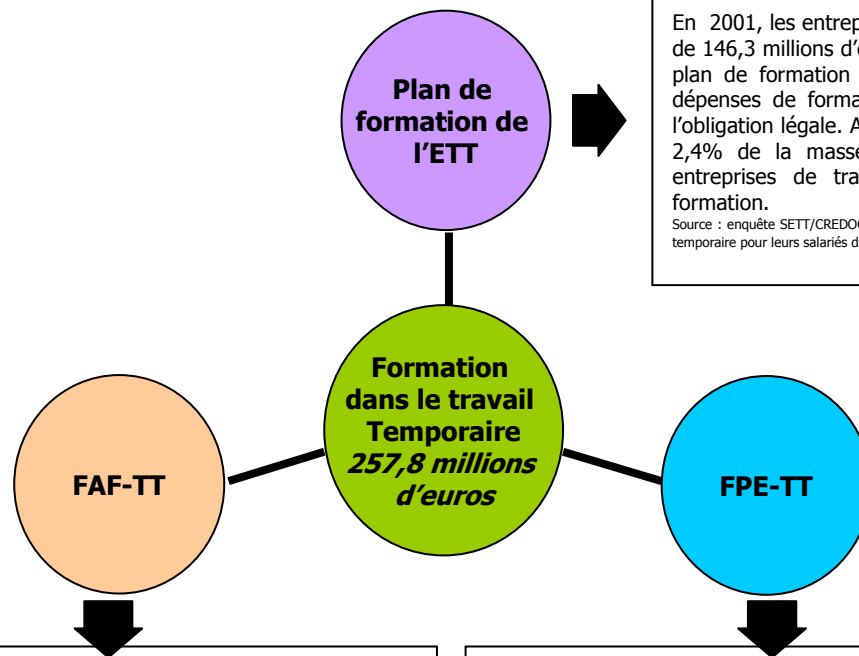 Plan de
formation de
l’ETT
En 2001, les entrep
de 146,3 millions d’
plan de formation
dépenses de forma
l’obligation légale. A
2,4% de la masse
entreprises de tra
formation.
Source : enquête SETT/CREDO
temporaire pour leurs salariés d
Formation
dans le travail
Temporaire
257,8 millions
d’euros
FAF-TT
FPE-TT